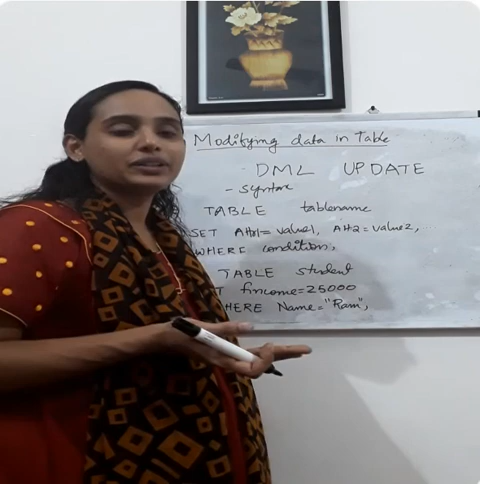 Modifying data in Table
- DML UPDATE
- syntax
TABLE tablename
SET Att1= value1, Att2= value2,
WHERE condition;
TABLE student
T fincome=25000
HERE Name="Ram";